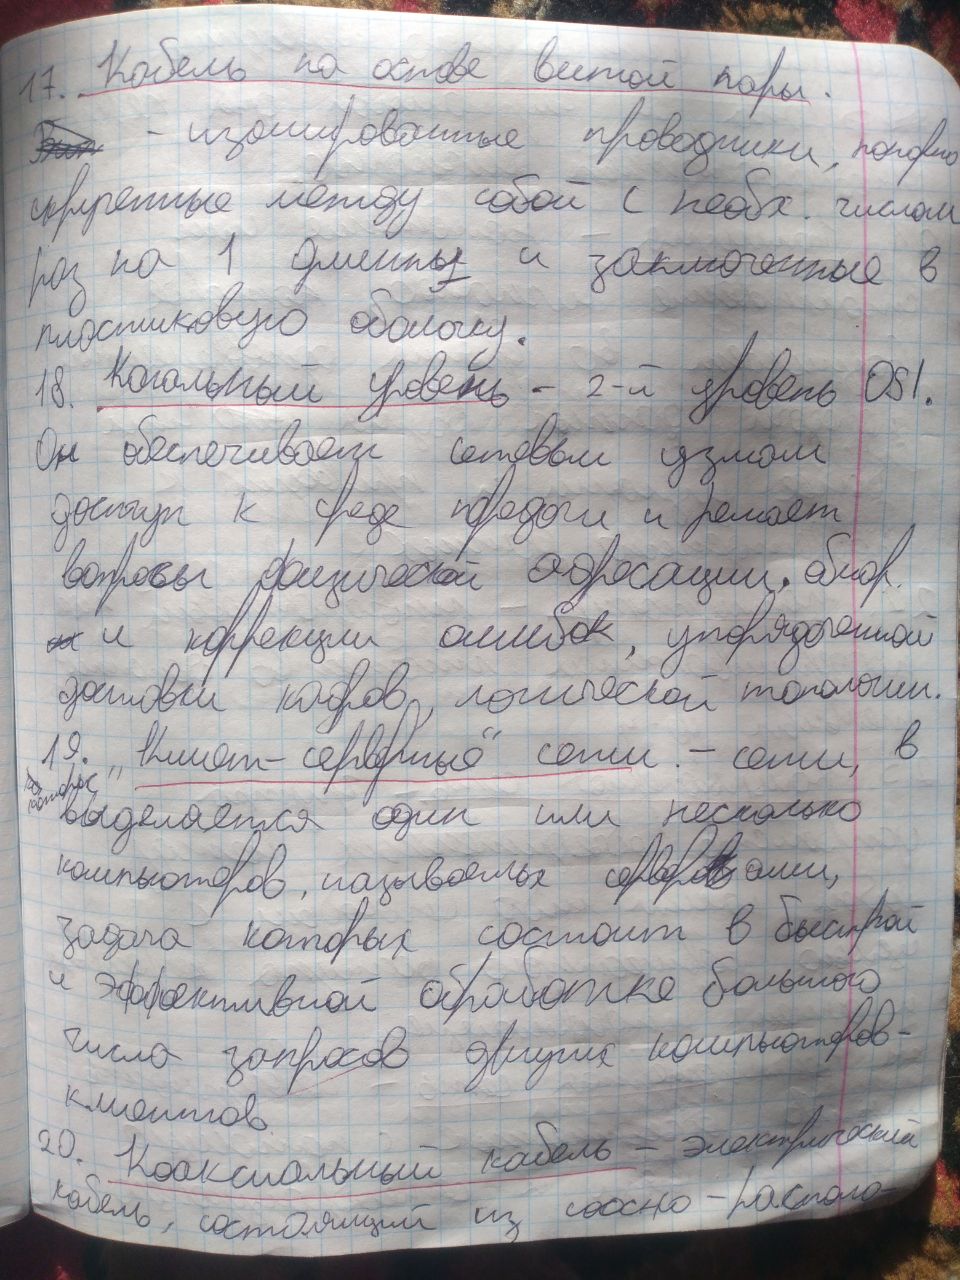 17. Кабель на основе витой пары.
- изолированные проводники, попарно
скрученные между собой с необх. числом
раз на 1 длины и заключенные в
пластиковую оболочку.
18. Канальный уровень - 2-й уровень OSI.
Он обеспечивает сетевым узлам
доступ к среде передачи и решает
вопросы физической адресации, обнар.
и коррекции ошибок, упорядоченной
доставки кадров, логической топологии.
19. "Клиент-серверные" сети. - сети, в
которых
выделяется один или несколько
компьютеров, называемых серверами,
задача которых состоит в быстрой
и эффективной обработке большого
числа запросов других компьютеров-
клиентов.
20. Коаксиальный кабель - электрический
кабель, состоящий из соосно-располо-